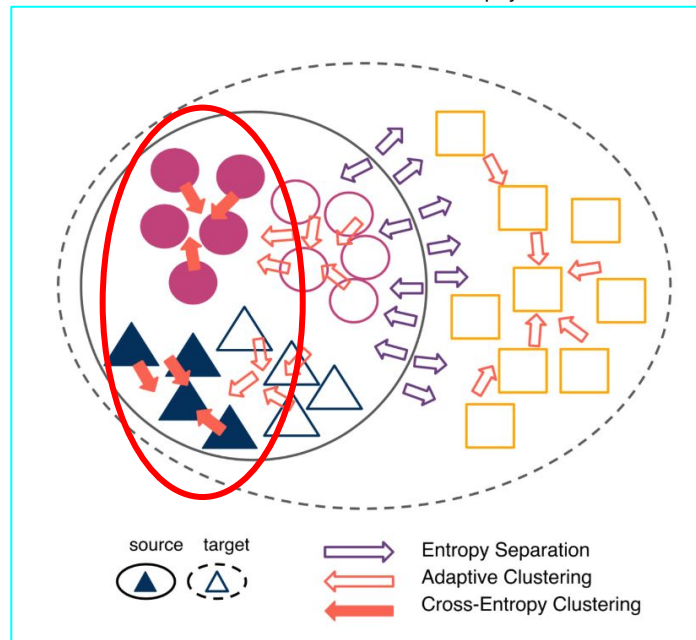 source target
Entropy Separation
Adaptive Clustering
Cross-Entropy Clustering